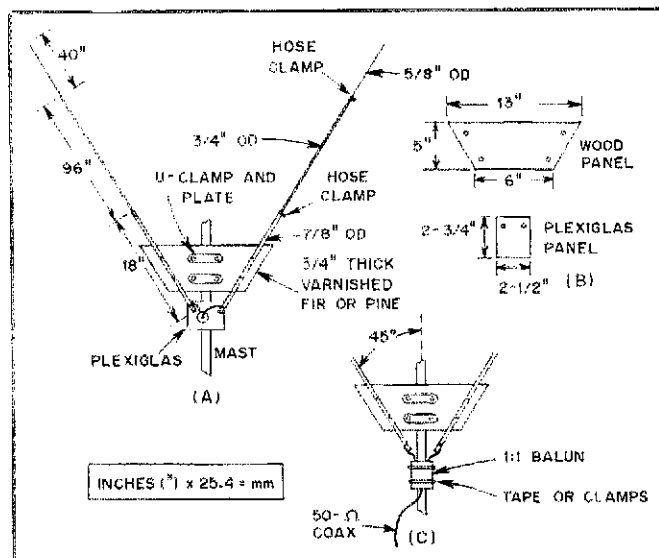 40"
HOSE
CLAMP
5/8" OD
96"
3/4" OD
U-CLAMP AND
PLATE
HOSE
CLAMP
7/8" OD
18"
3/4" THICK
VARNISHED
FIR OR PINE
PLEXIGLAS
MAST
(A)
13"
5"
WOOD
PANEL
6"
2-3/4"
PLEXIGLAS
PANEL
2-1/2"
(B)
45°
1:1 BALUN
TAPE OR CLAMPS
50-Ω
COAX
(C)
INCHES (") x 25.4 = mm